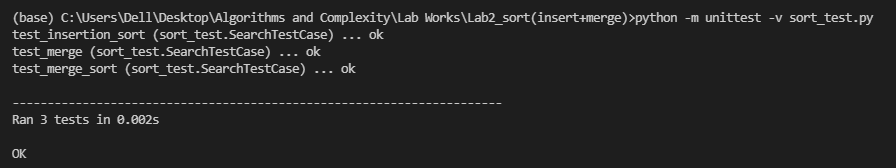 (base) C:\Users\Dell\Desktop\Algorithms and Complexity\Lab Works\Lab2_sort(insert+merge)>python -m unittest -v sort_test.py
test_insertion_sort (sort_test.SearchTestCase) ... ok
test_merge (sort_test.SearchTestCase) ... ok
test_merge_sort (sort_test.SearchTestCase) ... ok
----------------------------------------------------------------------
Ran 3 tests in 0.002s
OK